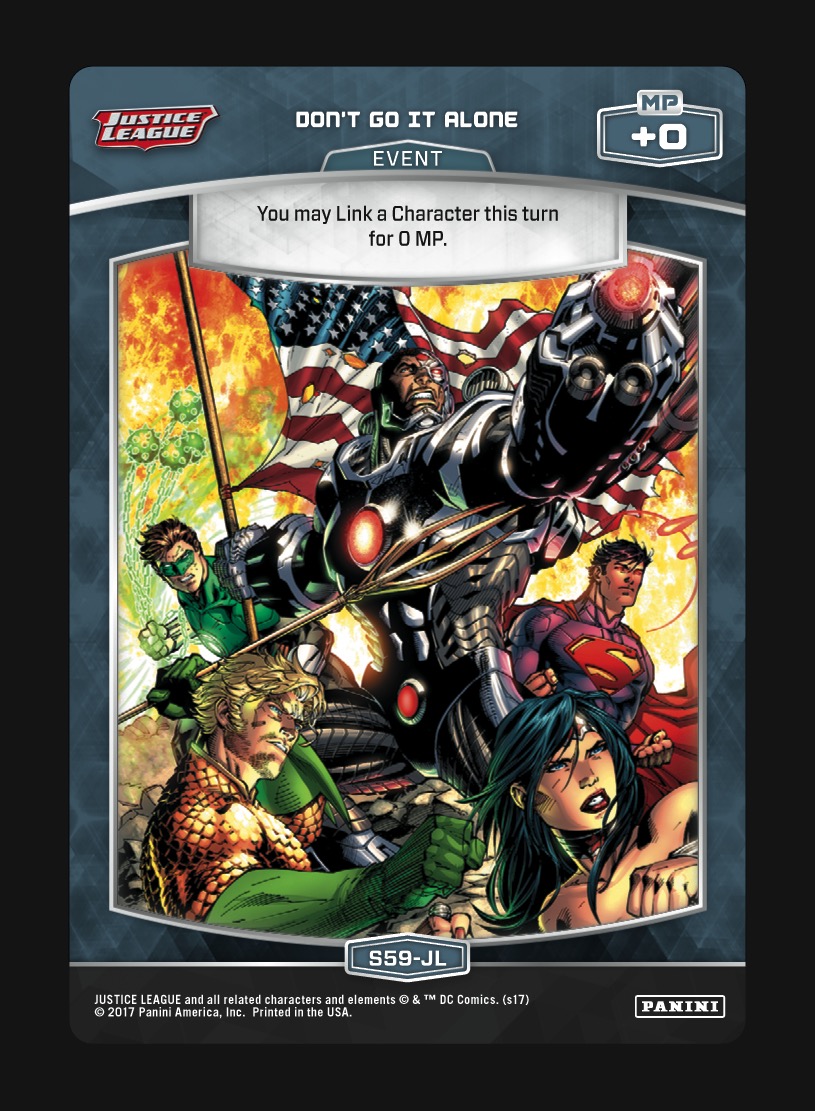 JUSTICE
LEAGUE
DON'T GO IT ALONE
MP
+0
EVENT
You may Link a Character this turn
for 0 MP.
S59-JL
JUSTICE LEAGUE and all related characters and elements © & ™ DC Comics. (s17)
© 2017 Panini America, Inc. Printed in the USA.
PANINI